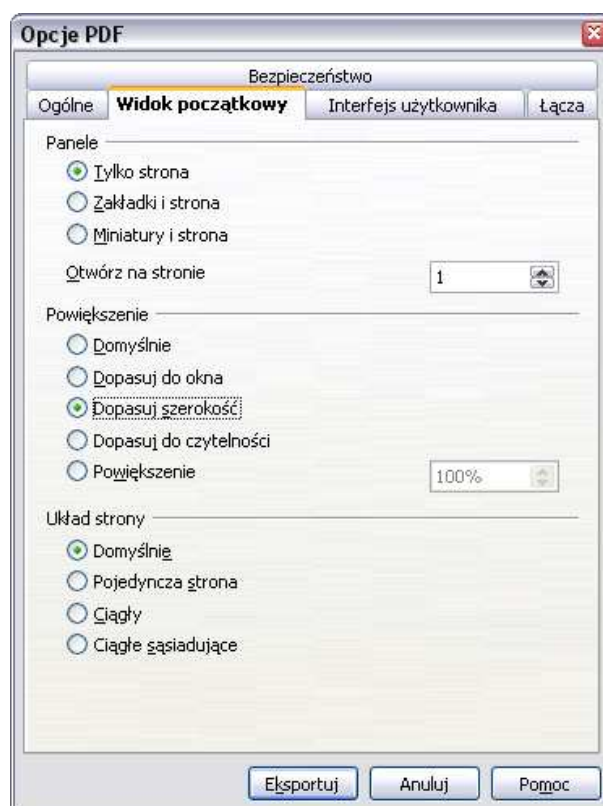 Opcje PDF
Bezpieczeństwo
Ogólne Widok początkowy Interfejs użytkownika Łącza
Panele
Tylko strona
Zakładki i strona
Miniatury i strona
Otwórz na stronie 1
Powiększenie
Domyślnie
Dopasuj do okna
Dopasuj szerokość
Dopasuj do czytelności
Powiększenie 100%
Układ strony
Domyślnie
Pojedyncza strona
Ciągły
Ciągłe sąsiadujące
Eksportuj Anuluj Pomoc